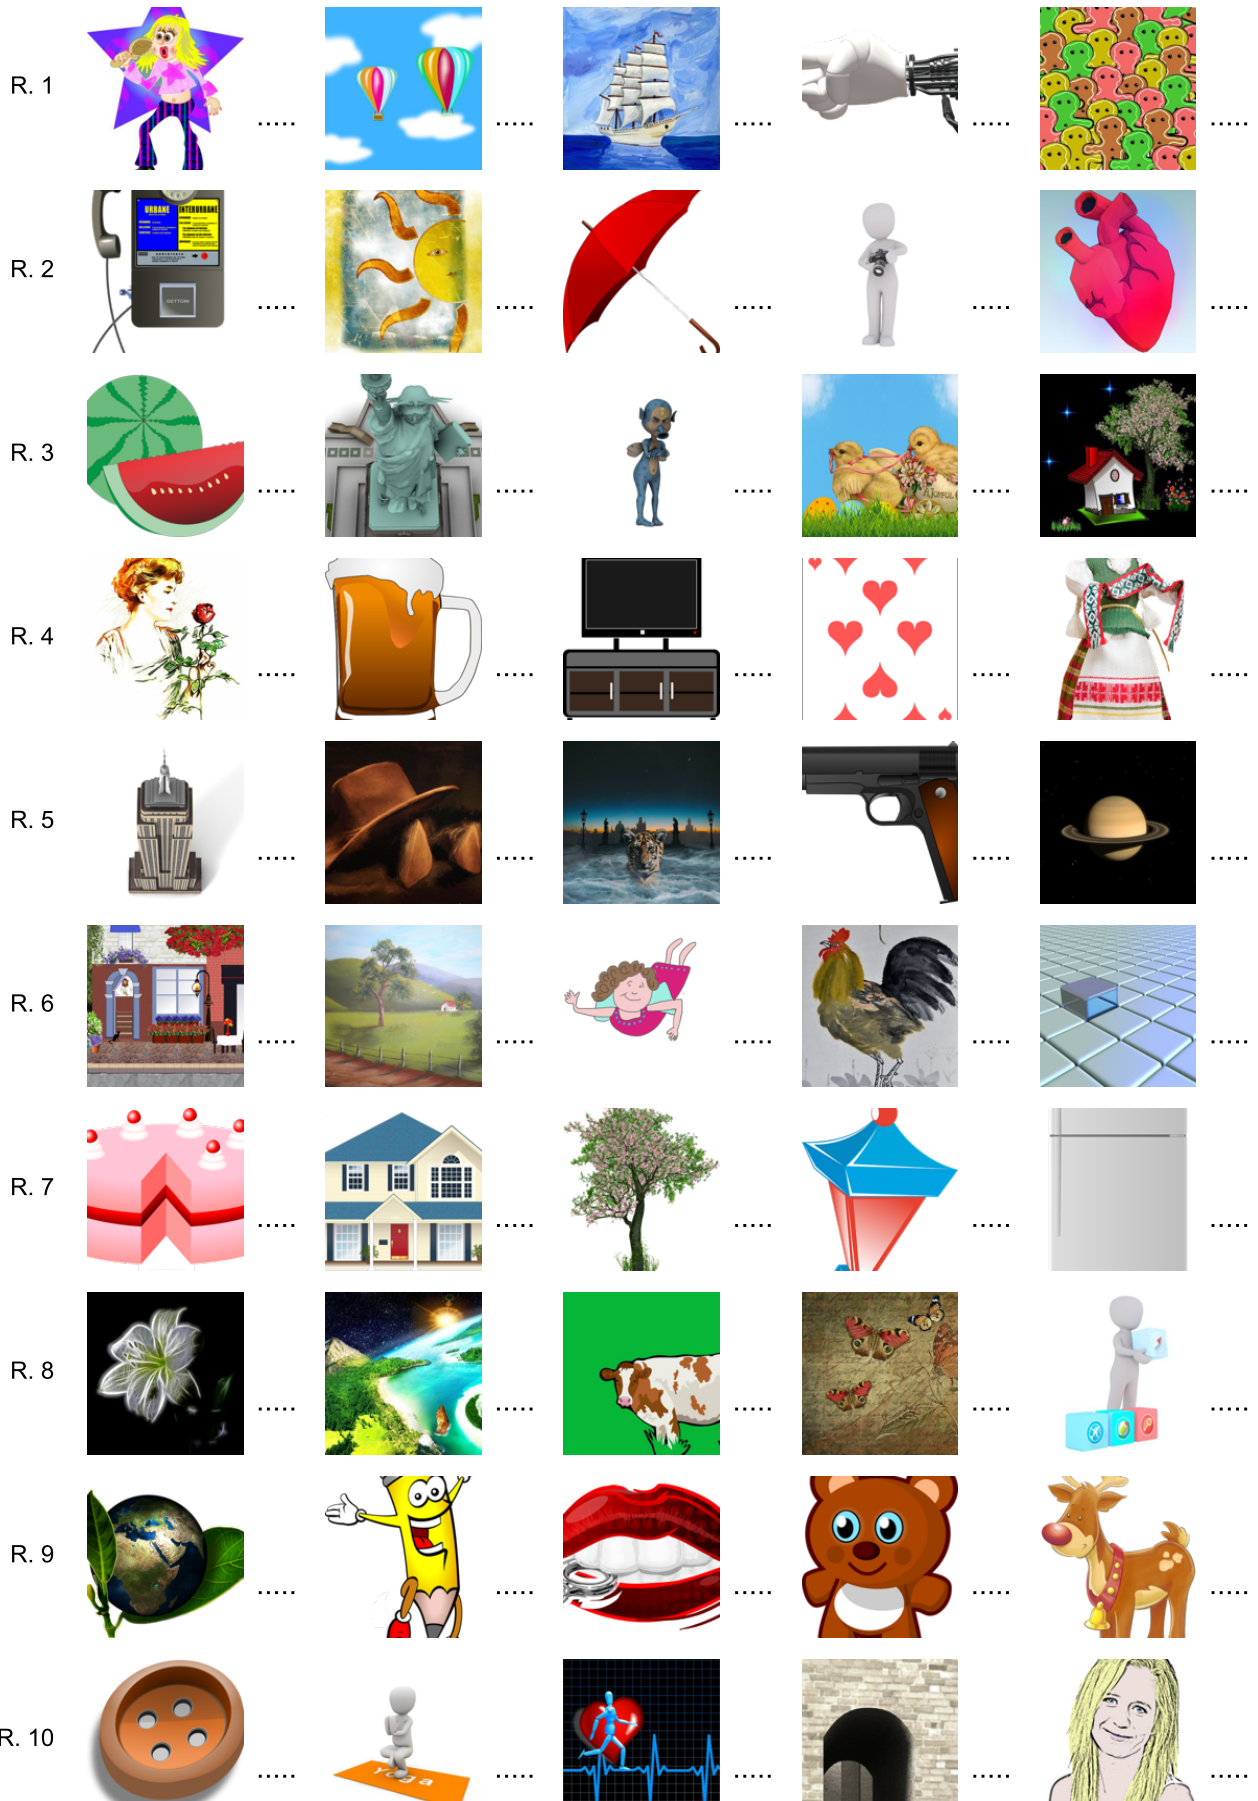 R. 1 ..... ..... ..... ..... .....
URBANE INTERURBANE
GETTONI
R. 2 ..... ..... ..... ..... .....
R. 3 ..... ..... ..... ..... .....
R. 4 ..... ..... ..... ..... .....
R. 5 ..... ..... ..... ..... .....
R. 6 ..... ..... ..... ..... .....
R. 7 ..... ..... ..... ..... .....
R. 8 ..... ..... ..... ..... .....
R. 9 ..... ..... ..... ..... .....
Yoga
R. 10 ..... ..... ..... ..... .....